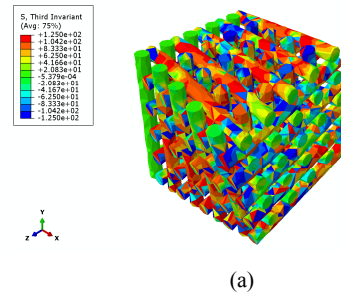 S, Third Invariant
(Avg: 75%)
+1.250e+02
+1.042e+02
+8.333e+01
+6.250e+01
+4.166e+01
+2.083e+01
-5.379e-04
-2.083e+01
-4.167e+01
-6.250e+01
-8.333e+01
-1.042e+02
-1.250e+02
Y
Z X
(a)